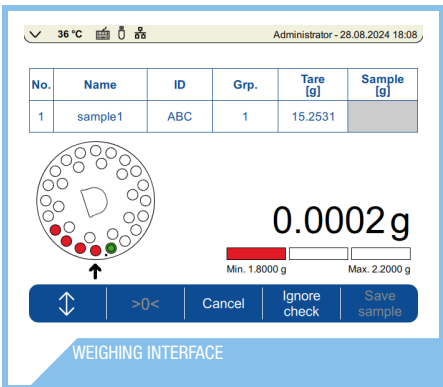 36 °C Administrator - 28.08.2024 18:08
No. Name ID Grp. Tare [g] Sample [g]
1 sample1 ABC 1 15.2531
0.0002 g
Min. 1.8000 g Max. 2.2000 g
>0< Cancel Ignore check Save sample
WEIGHING INTERFACE